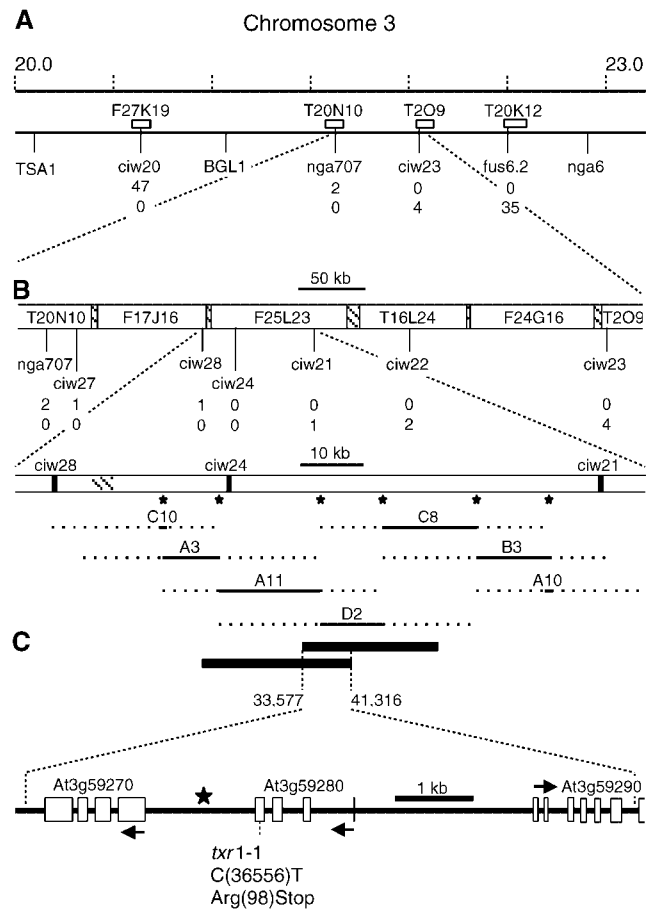 A
Chromosome 3
20.0 23.0
F27K19 T20N10 T2O9 T20K12
TSA1 ciw20 BGL1 nga707 ciw23 fus6.2 nga6
47 2 0 0
0 0 4 35
50 kb
B
T20N10 F17J16 F25L23 T16L24 F24G16 T2O9
nga707 ciw27 ciw28 ciw24 ciw21 ciw22 ciw23
2 1 1 0 0 0 0
0 0 0 0 1 2 4
10 kb
ciw28 ciw24 ciw21
C10 C8
A3 B3
A11 A10
D2
C
33.577 41.316
At3g59270 At3g59280 1 kb At3g59290
txr1-1
C(36556)T
Arg(98)Stop